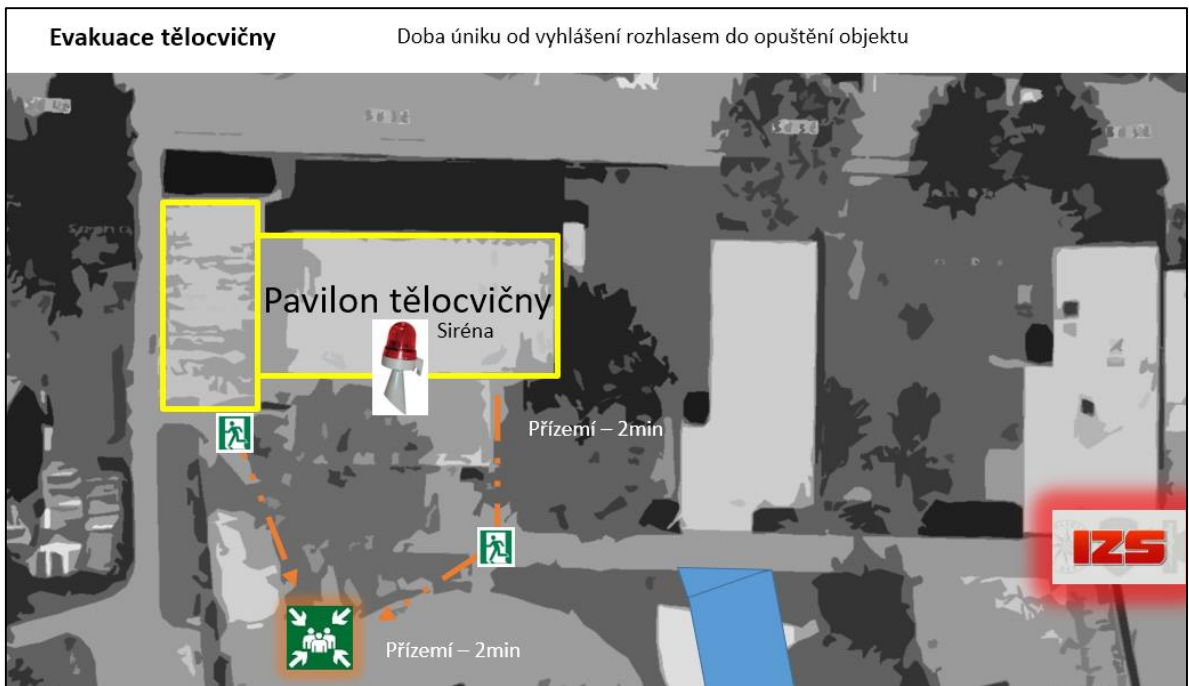 Evakuace tělocvičny
Doba úniku od vyhlášení rozhlasem do opuštění objektu
Pavilon tělocvičny
Siréna
Přízemí – 2min
IZS
Přízemí – 2min